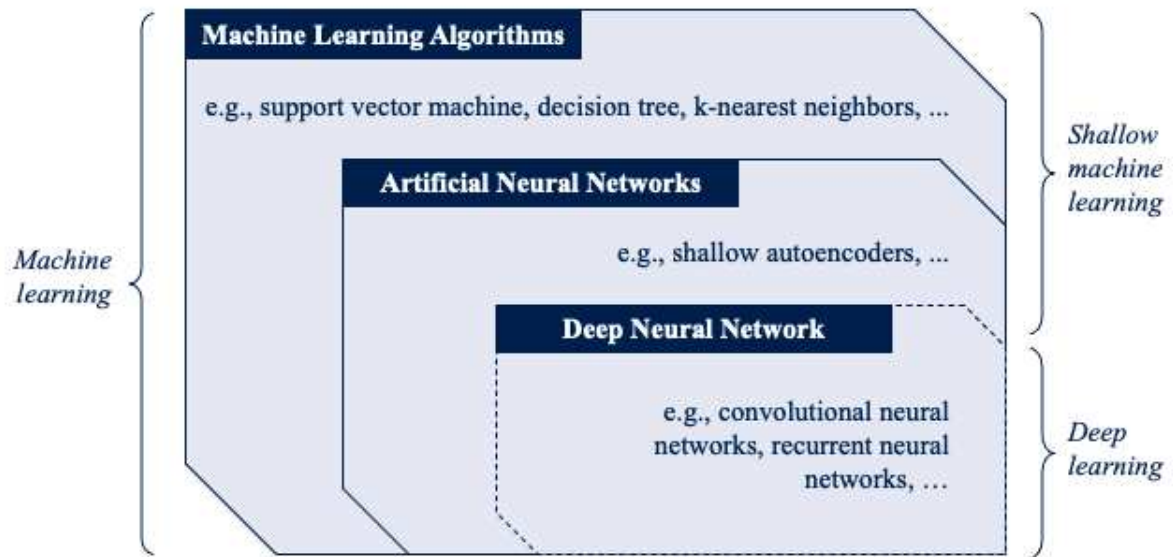 Machine Learning Algorithms
e.g., support vector machine, decision tree, k-nearest neighbors, ...
Shallow
machine
learning
Artificial Neural Networks
e.g., shallow autoencoders, ...
Machine
learning
Deep Neural Network
e.g., convolutional neural
networks, recurrent neural
networks, …
Deep
learning